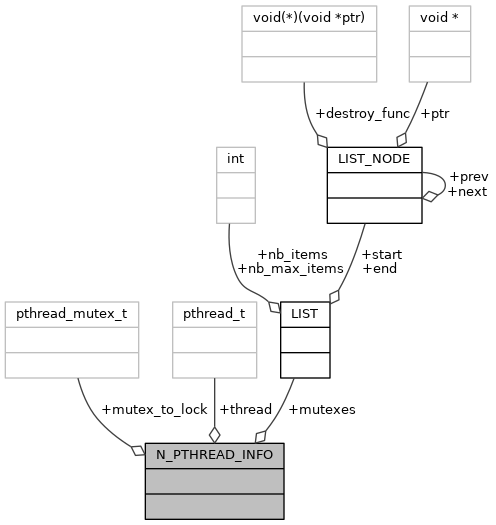 void(*)(void *ptr)
void *
+destroy_func
+ptr
int
LIST_NODE
+prev
+next
+nb_items
+nb_max_items
+start
+end
pthread_mutex_t
pthread_t
LIST
+mutex_to_lock
+thread
+mutexes
N_PTHREAD_INFO